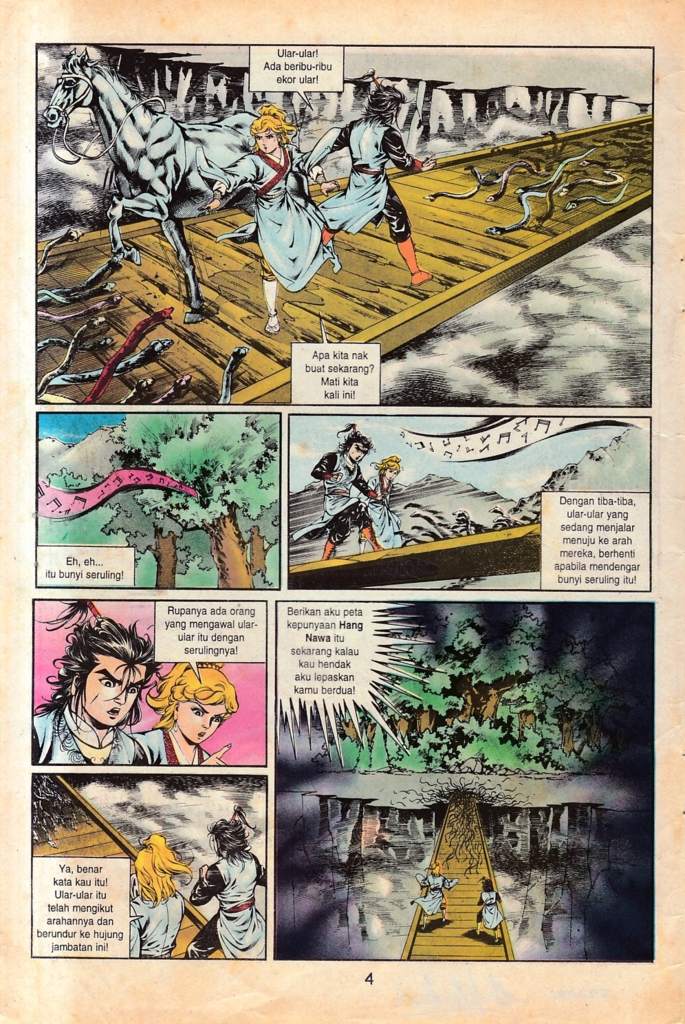 Ular-ular!
Ada beribu-ribu
ekor ular!
Apa kita nak
buat sekarang?
Mati kita
kali ini!
Eh, eh...
itu bunyi seruling!
Dengan tiba-tiba,
ular-ular yang
sedang menjalar
menuju ke arah
mereka, berhenti
apabila mendengar
bunyi seruling itu!
Rupanya ada orang
yang mengawal ular-
ular itu dengan
serulingnya!
Ya, benar
kata kau itu!
Ular-ular itu
telah mengikut
arahannya dan
berundur ke hujung
jambatan ini!
Berikan aku peta
kepunyaan Hang
Nawa itu
sekarang kalau
kau hendak
aku lepaskan
kamu berdua!
4